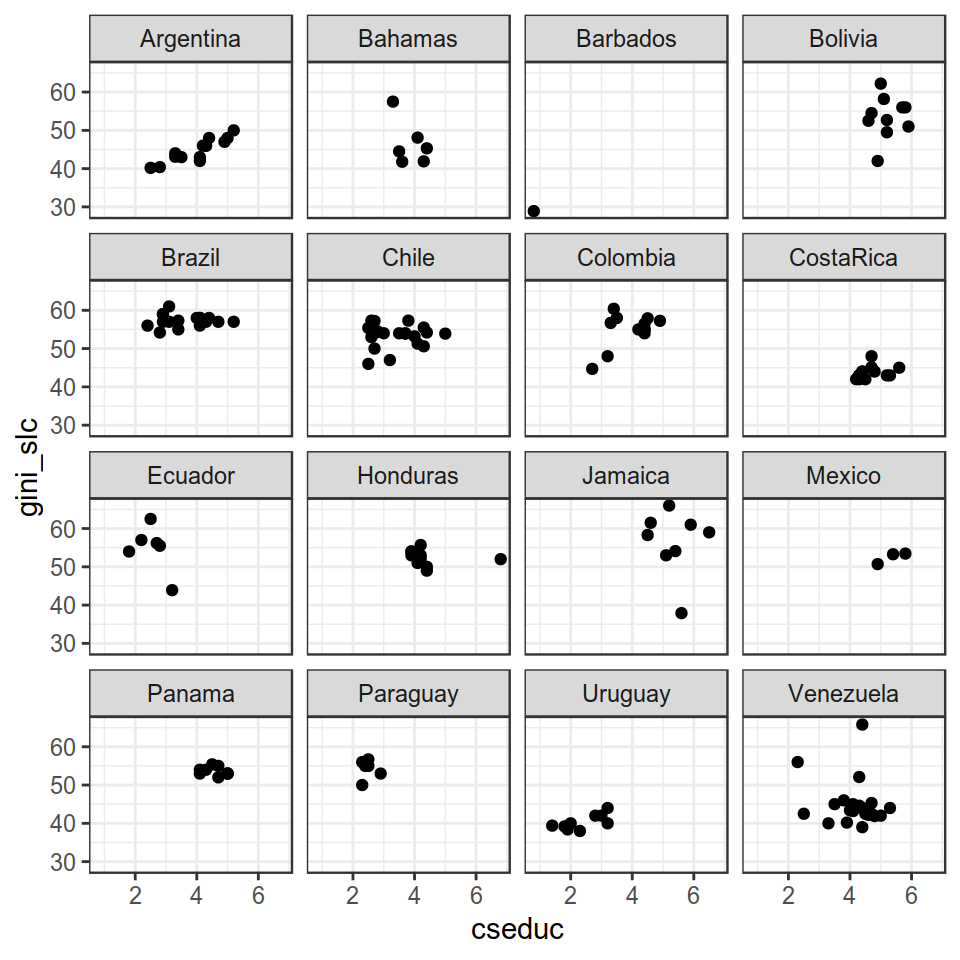 Argentina Bahamas Barbados Bolivia
60
50
40
30
Brazil Chile Colombia CostaRica
60
50
40
30
gini_slc
Ecuador Honduras Jamaica Mexico
60
50
40
30
Panama Paraguay Uruguay Venezuela
60
50
40
30
2 4 6 2 4 6 2 4 6 2 4 6
cseduc